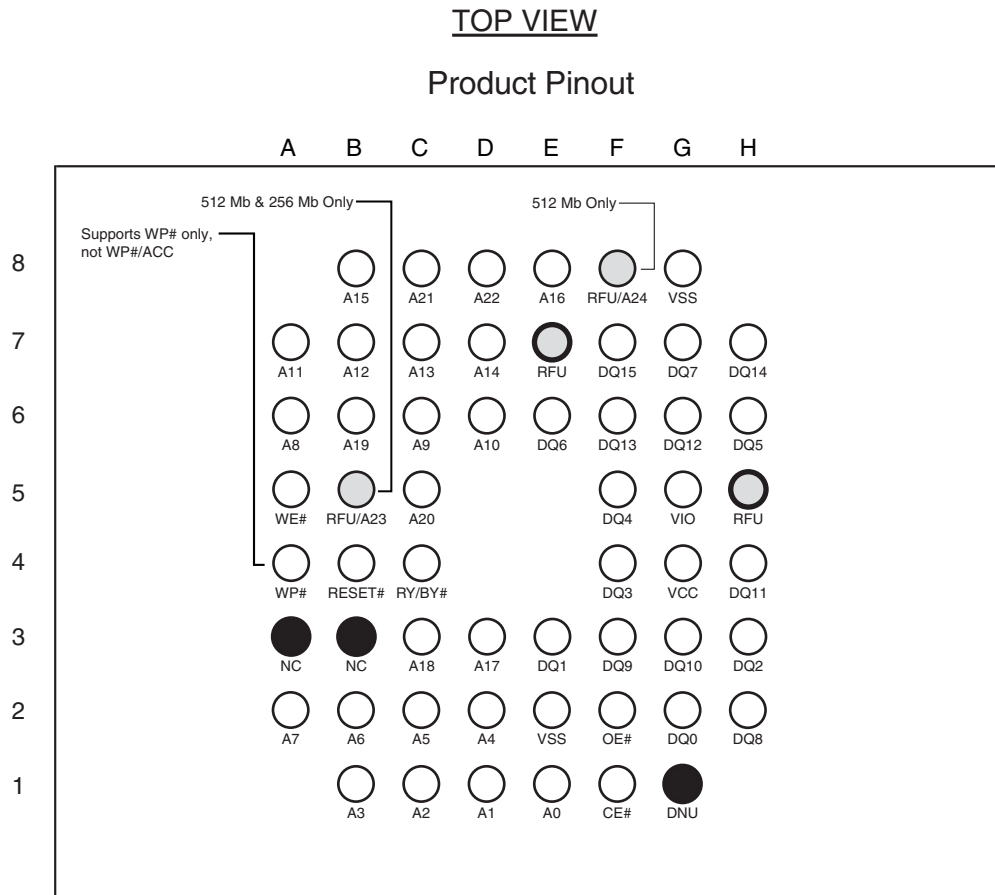 TOP VIEW
Product Pinout
A B C D E F G H
512 Mb & 256 Mb Only
512 Mb Only
Supports WP# only,
not WP#/ACC
8
A15 A21 A22 A16 RFU/A24 VSS
7
A11 A12 A13 A14 RFU DQ15 DQ7 DQ14
6
A8 A19 A9 A10 DQ6 DQ13 DQ12 DQ5
5
WE# RFU/A23 A20 DQ4 VIO RFU
4
WP# RESET# RY/BY# DQ3 VCC DQ11
3
NC NC A18 A17 DQ1 DQ9 DQ10 DQ2
2
A7 A6 A5 A4 VSS OE# DQ0 DQ8
1
A3 A2 A1 A0 CE# DNU